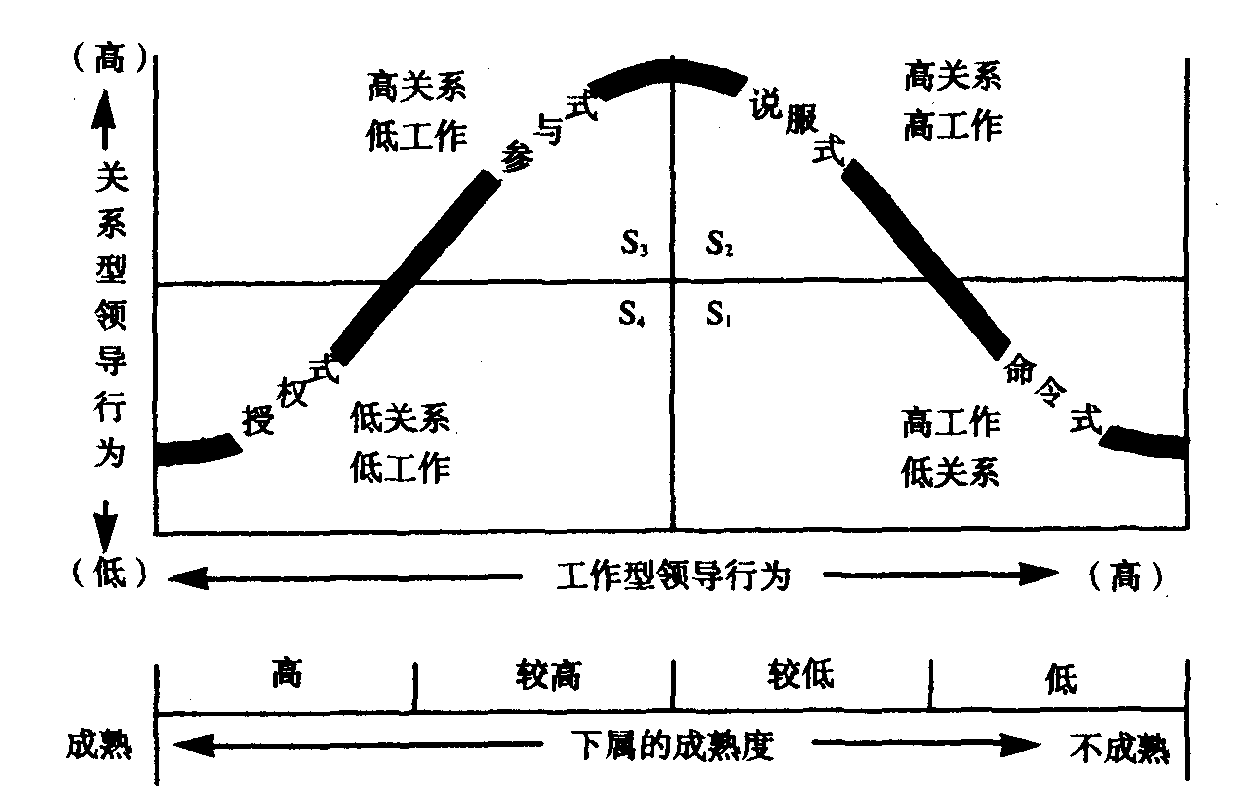 （高）
关系型领导行为
（低）
高关系
低工作
参与式
说服式
高关系
高工作
S₃
S₂
S₄
S₁
授权式
低关系
低工作
命令式
高工作
低关系
工作型领导行为
（高）
高
较高
较低
低
成熟
下属的成熟度
不成熟